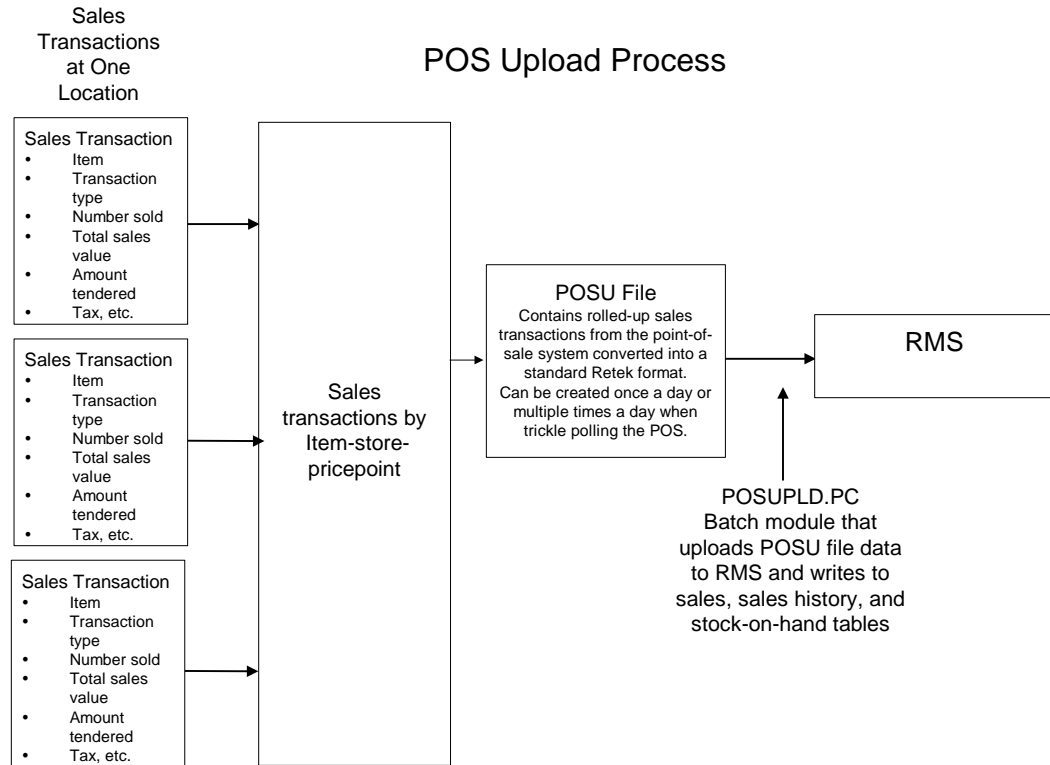 Sales
Transactions
at One
Location
POS Upload Process
Sales Transaction
• Item
• Transaction
type
• Number sold
• Total sales
value
• Amount
tendered
• Tax, etc.
Sales Transaction
• Item
• Transaction
type
• Number sold
• Total sales
value
• Amount
tendered
• Tax, etc.
Sales Transaction
• Item
• Transaction
type
• Number sold
• Total sales
value
• Amount
tendered
• Tax, etc.
Sales
transactions by
Item-store-
pricepoint
POSU File
Contains rolled-up sales
transactions from the point-of-
sale system converted into a
standard Retek format.
Can be created once a day or
multiple times a day when
trickle polling the POS.
RMS
POSUPLD.PC
Batch module that
uploads POSU file data
to RMS and writes to
sales, sales history, and
stock-on-hand tables